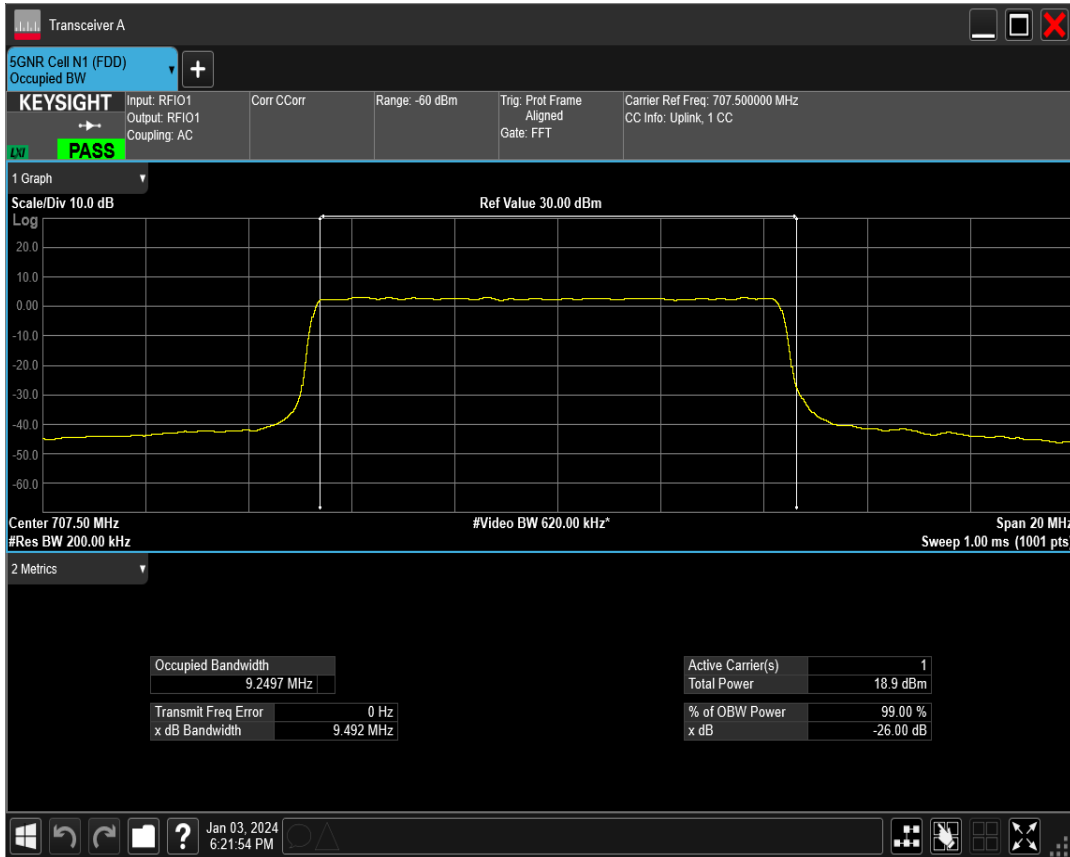 Transceiver A
5GNR Cell N1 (FDD)
Occupied BW
+
KEYSIGHT
LXI
PASS
Input: RFIO1
Output: RFIO1
Coupling: AC
Corr CCorr
Range: -60 dBm
Trig: Prot Frame
Aligned
Gate: FFT
Carrier Ref Freq: 707.500000 MHz
CC Info: Uplink, 1 CC
1 Graph
Scale/Div 10.0 dB
Ref Value 30.00 dBm
Log
20.0
10.0
0.00
-10.0
-20.0
-30.0
-40.0
-50.0
-60.0
Center 707.50 MHz
#Video BW 620.00 kHz*
Span 20 MHz
#Res BW 200.00 kHz
Sweep 1.00 ms (1001 pts)
2 Metrics
Occupied Bandwidth
9.2497 MHz
Transmit Freq Error 0 Hz
x dB Bandwidth 9.492 MHz
Active Carrier(s) 1
Total Power 18.9 dBm
% of OBW Power 99.00 %
x dB -26.00 dB
?
Jan 03, 2024
6:21:54 PM